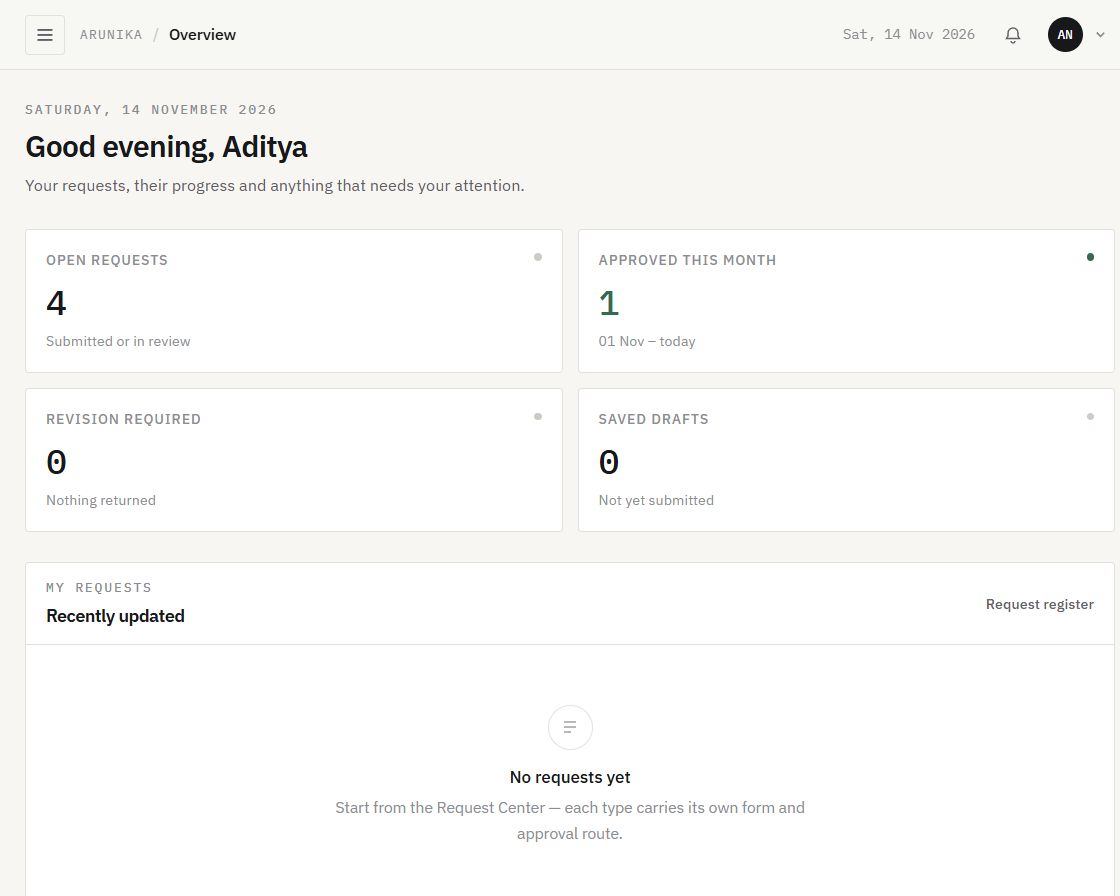 ARUNIKA / Overview
Sat, 14 Nov 2026
AN
SATURDAY, 14 NOVEMBER 2026
Good evening, Aditya
Your requests, their progress and anything that needs your attention.
OPEN REQUESTS
4
Submitted or in review
APPROVED THIS MONTH
1
01 Nov – today
REVISION REQUIRED
0
Nothing returned
SAVED DRAFTS
0
Not yet submitted
MY REQUESTS
Recently updated
Request register
No requests yet
Start from the Request Center — each type carries its own form and
approval route.